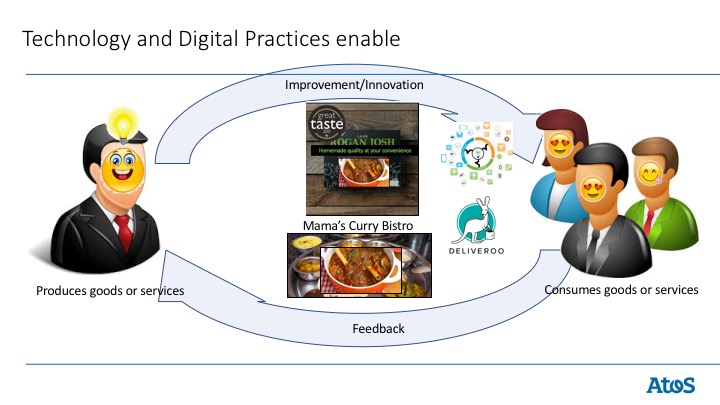 Technology and Digital Practices enable
Improvement/Innovation
great
taste
LAMB
ROGAN JOSH
Homemade quality at your convenience
Mama's Curry Bistro
DELIVEROO
Produces goods or services
Consumes goods or services
Feedback
Atos